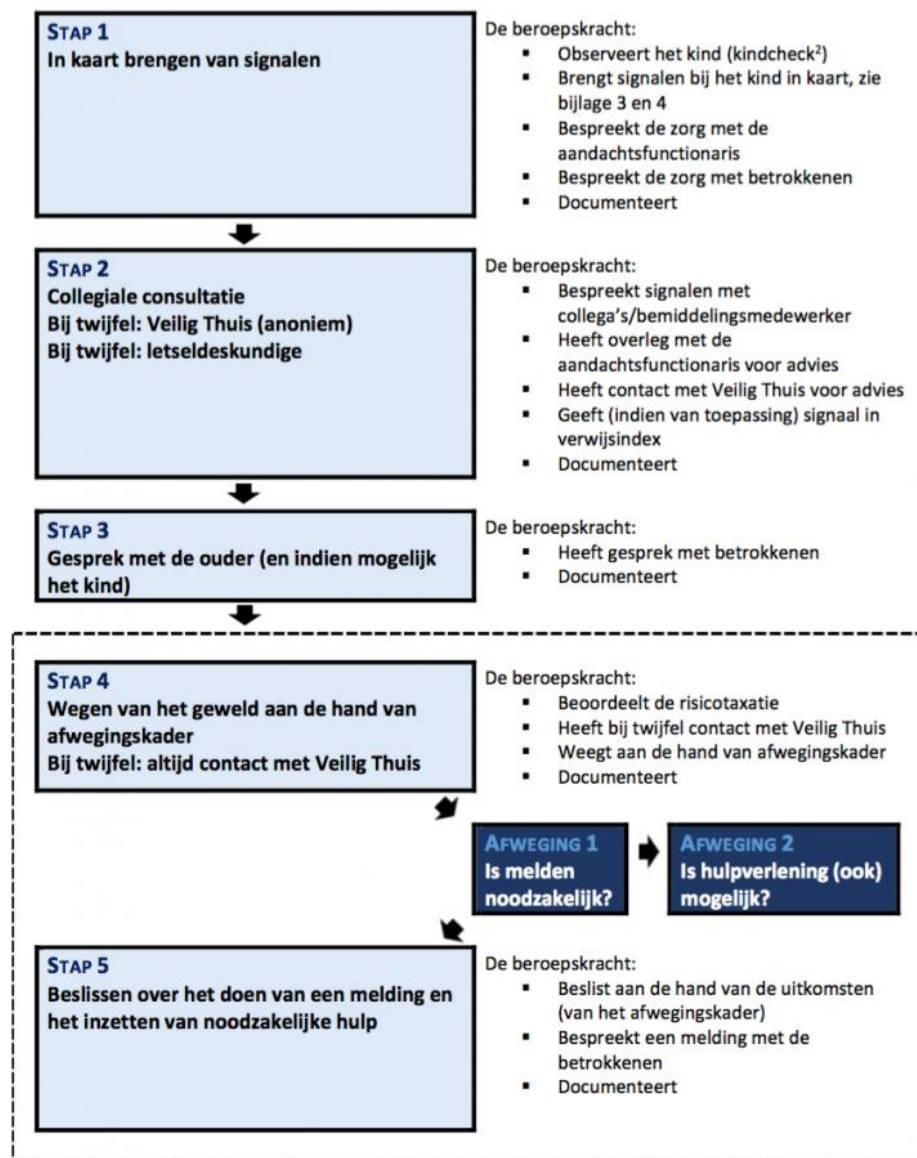 STAP 1
In kaart brengen van signalen
De beroepskracht:
▪ Observeert het kind (kindcheck²)
▪ Brengt signalen bij het kind in kaart, zie
bijlage 3 en 4
▪ Bespreekt de zorg met de
aandachtsfunctionaris
▪ Bespreekt de zorg met betrokkenen
▪ Documenteert
STAP 2
Collegiale consultatie
Bij twijfel: Veilig Thuis (anoniem)
Bij twijfel: letseldeskundige
De beroepskracht:
▪ Bespreekt signalen met
collega's/bemiddelingsmedewerker
▪ Heeft overleg met de
aandachtsfunctionaris voor advies
▪ Heeft contact met Veilig Thuis voor advies
▪ Geeft (indien van toepassing) signaal in
verwijsindex
▪ Documenteert
STAP 3
Gesprek met de ouder (en indien mogelijk
het kind)
De beroepskracht:
▪ Heeft gesprek met betrokkenen
▪ Documenteert
STAP 4
Wegen van het geweld aan de hand van
afwegingskader
Bij twijfel: altijd contact met Veilig Thuis
De beroepskracht:
▪ Beoordeelt de risicotaxatie
▪ Heeft bij twijfel contact met Veilig Thuis
▪ Weegt aan de hand van afwegingskader
▪ Documenteert
AFWEGING 1
Is melden
noodzakelijk?
AFWEGING 2
Is hulpverlening (ook)
mogelijk?
STAP 5
Beslissen over het doen van een melding en
het inzetten van noodzakelijke hulp
De beroepskracht:
▪ Beslist aan de hand van de uitkomsten
(van het afwegingskader)
▪ Bespreekt een melding met de
betrokkenen
▪ Documenteert